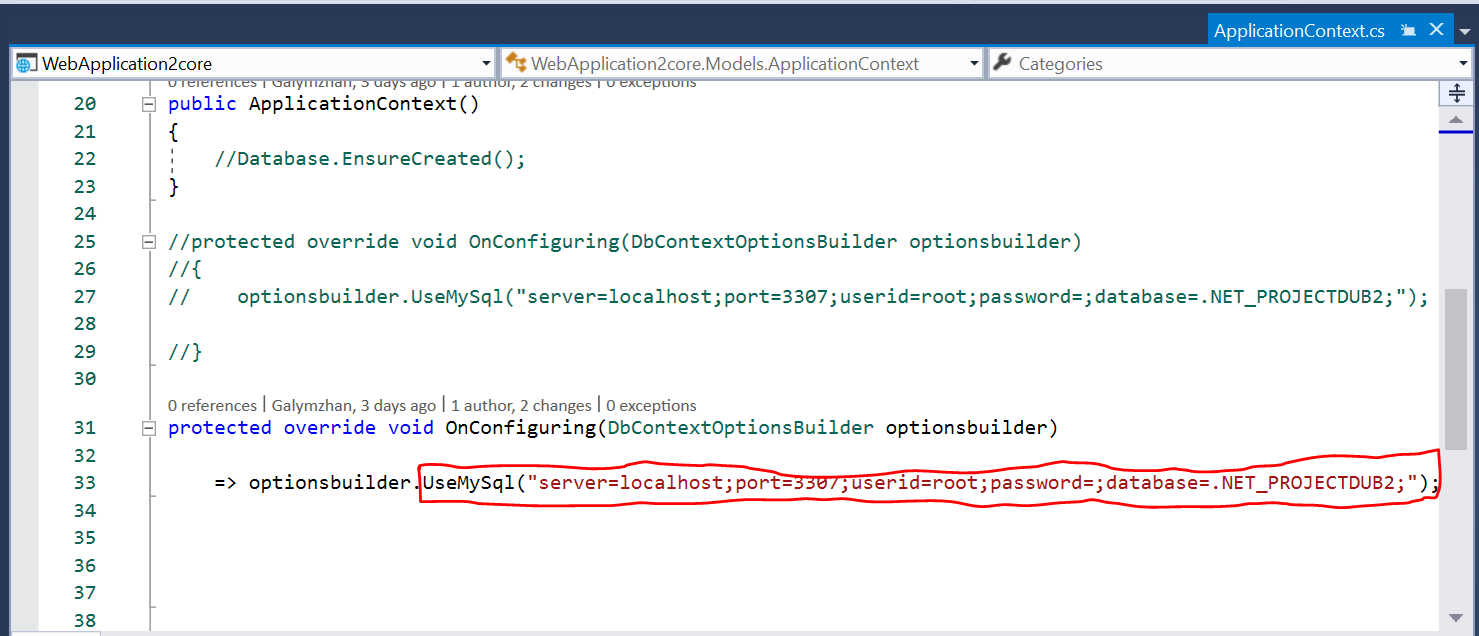 ApplicationContext.cs
WebApplication2core WebApplication2core.Models.ApplicationContext Categories
0 references | Galymzhan, 3 days ago | 1 author, 2 changes | 0 exceptions
20 public ApplicationContext()
21 {
22 //Database.EnsureCreated();
23 }
24
25 //protected override void OnConfiguring(DbContextOptionsBuilder optionsbuilder)
26 //{
27 // optionsbuilder.UseMySql("server=localhost;port=3307;userid=root;password=;database=.NET_PROJECTDUB2;");
28
29 //}
30
0 references | Galymzhan, 3 days ago | 1 author, 2 changes | 0 exceptions
31 protected override void OnConfiguring(DbContextOptionsBuilder optionsbuilder)
32
33 => optionsbuilder.UseMySql("server=localhost;port=3307;userid=root;password=;database=.NET_PROJECTDUB2;");
34
35
36
37
38